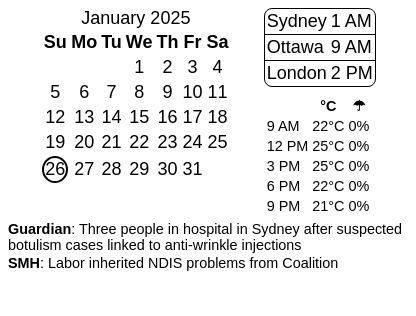 January 2025
Su Mo Tu We Th Fr Sa
1 2 3 4
5 6 7 8 9 10 11
12 13 14 15 16 17 18
19 20 21 22 23 24 25
26 27 28 29 30 31
Sydney 1 AM
Ottawa 9 AM
London 2 PM
°C ☂
9 AM 22°C 0%
12 PM 25°C 0%
3 PM 25°C 0%
6 PM 22°C 0%
9 PM 21°C 0%
Guardian: Three people in hospital in Sydney after suspected
botulism cases linked to anti-wrinkle injections
SMH: Labor inherited NDIS problems from Coalition